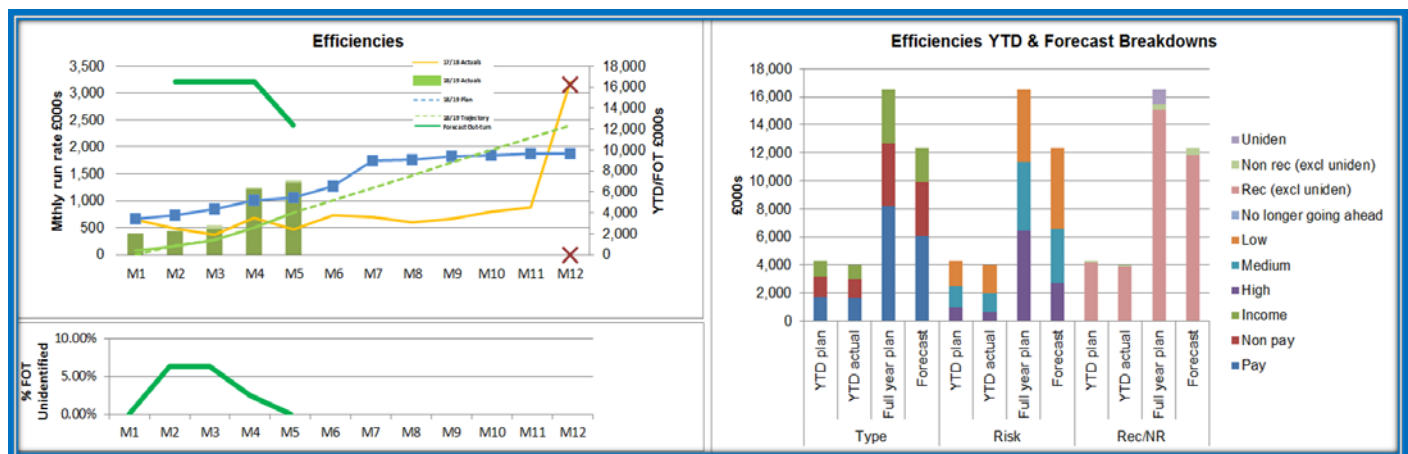 Efficiencies
Mthly run rate £000s
3,500
3,000
2,500
2,000
1,500
1,000
500
0
17/18 Actuals
18/19 Actuals
18/19 Plan
18/19 Trajectory
Forecast Out-turn
18,000
16,000
14,000
12,000
10,000
8,000
6,000
4,000
2,000
0
YTD/FOT £000s
M1 M2 M3 M4 M5 M6 M7 M8 M9 M10 M11 M12
% FOT
Unidentified
10.00%
5.00%
0.00%
M1 M2 M3 M4 M5 M6 M7 M8 M9 M10 M11 M12
Efficiencies YTD & Forecast Breakdowns
£000s
18,000
16,000
14,000
12,000
10,000
8,000
6,000
4,000
2,000
0
YTD plan
YTD actual
Full year plan
Forecast
YTD plan
YTD actual
Full year plan
Forecast
YTD plan
YTD actual
Full year plan
Forecast
Type Risk Rec/NR
Uniden
Non rec (excl uniden)
Rec (excl uniden)
No longer going ahead
Low
Medium
High
Income
Non pay
Pay